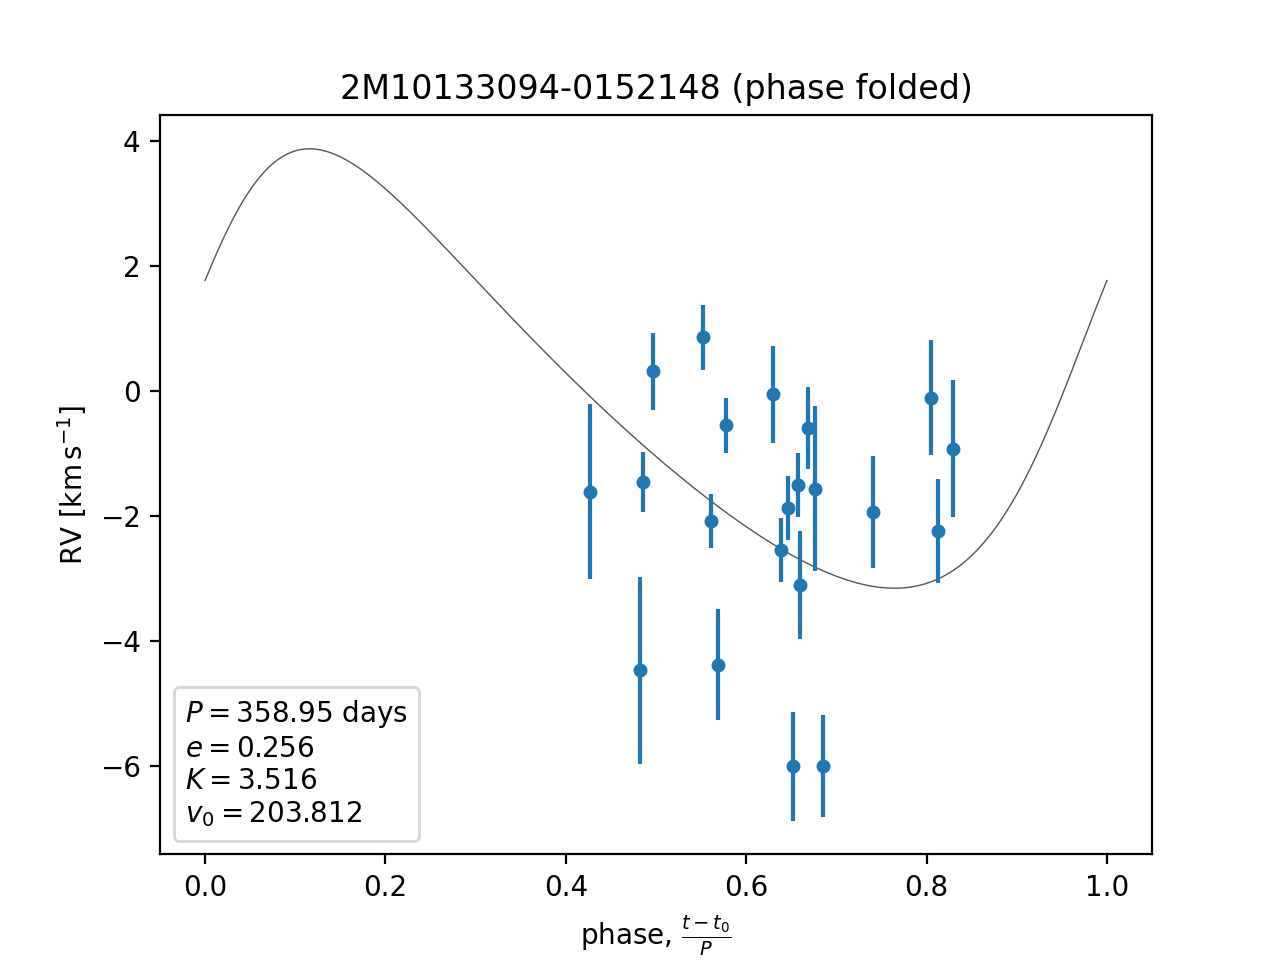 2M10133094-0152148 (phase folded)
RV [km s⁻¹]
4
2
0
−2
−4
−6
P = 358.95 days
e = 0.256
K = 3.516
v₀ = 203.812
0.0 0.2 0.4 0.6 0.8 1.0
phase, (t − t₀)/P